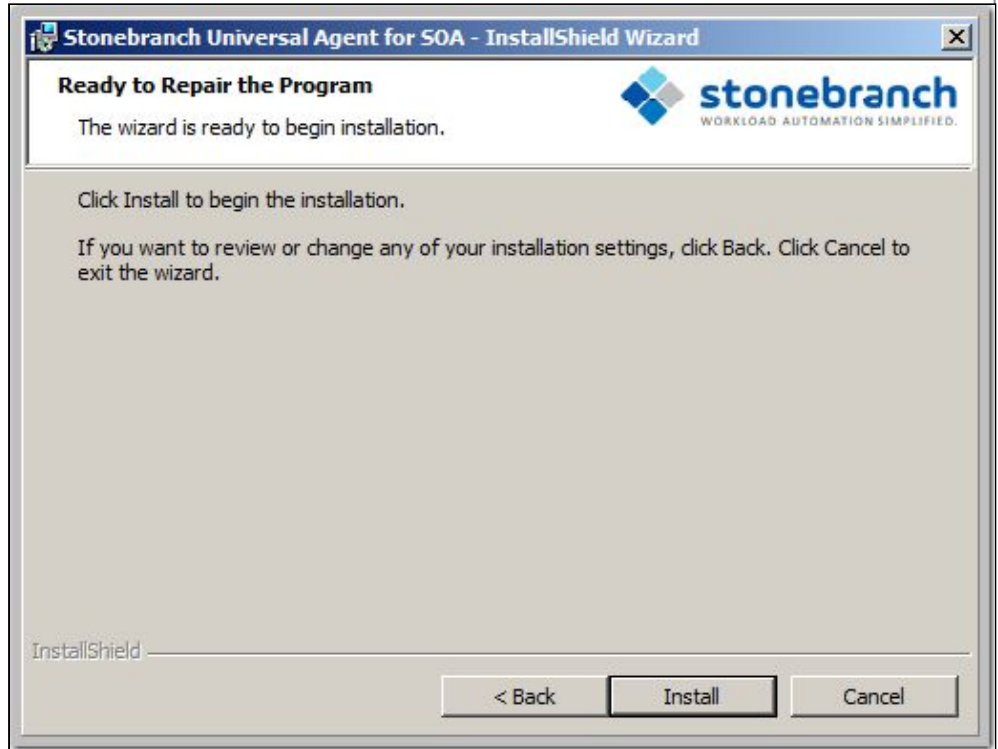 Stonebranch Universal Agent for SOA - InstallShield Wizard
Ready to Repair the Program
The wizard is ready to begin installation.
stonebranch
WORKLOAD AUTOMATION SIMPLIFIED.
Click Install to begin the installation.
If you want to review or change any of your installation settings, click Back. Click Cancel to
exit the wizard.
InstallShield
< Back
Install
Cancel